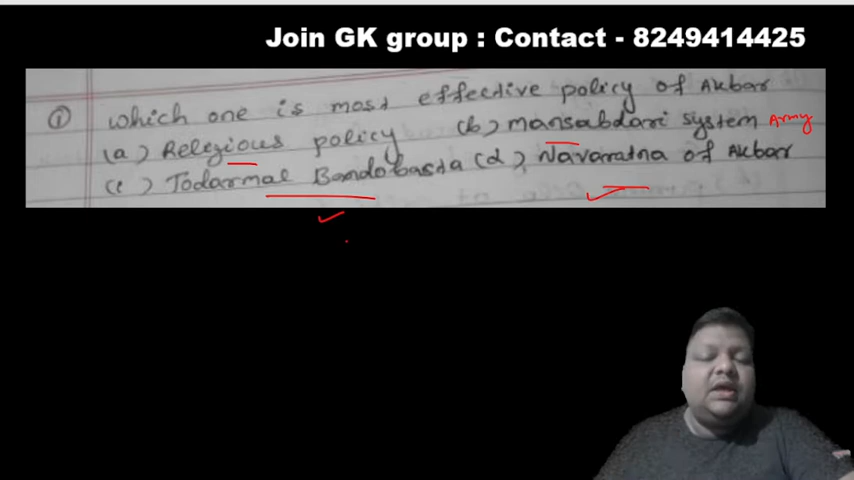 Join GK group : Contact - 8249414425
① which one is most effective policy of Akbar
(a) Relegious policy (b) mansabdari system Army
(c) Todarmal Bandobasta (d) Navaratna of Akbar